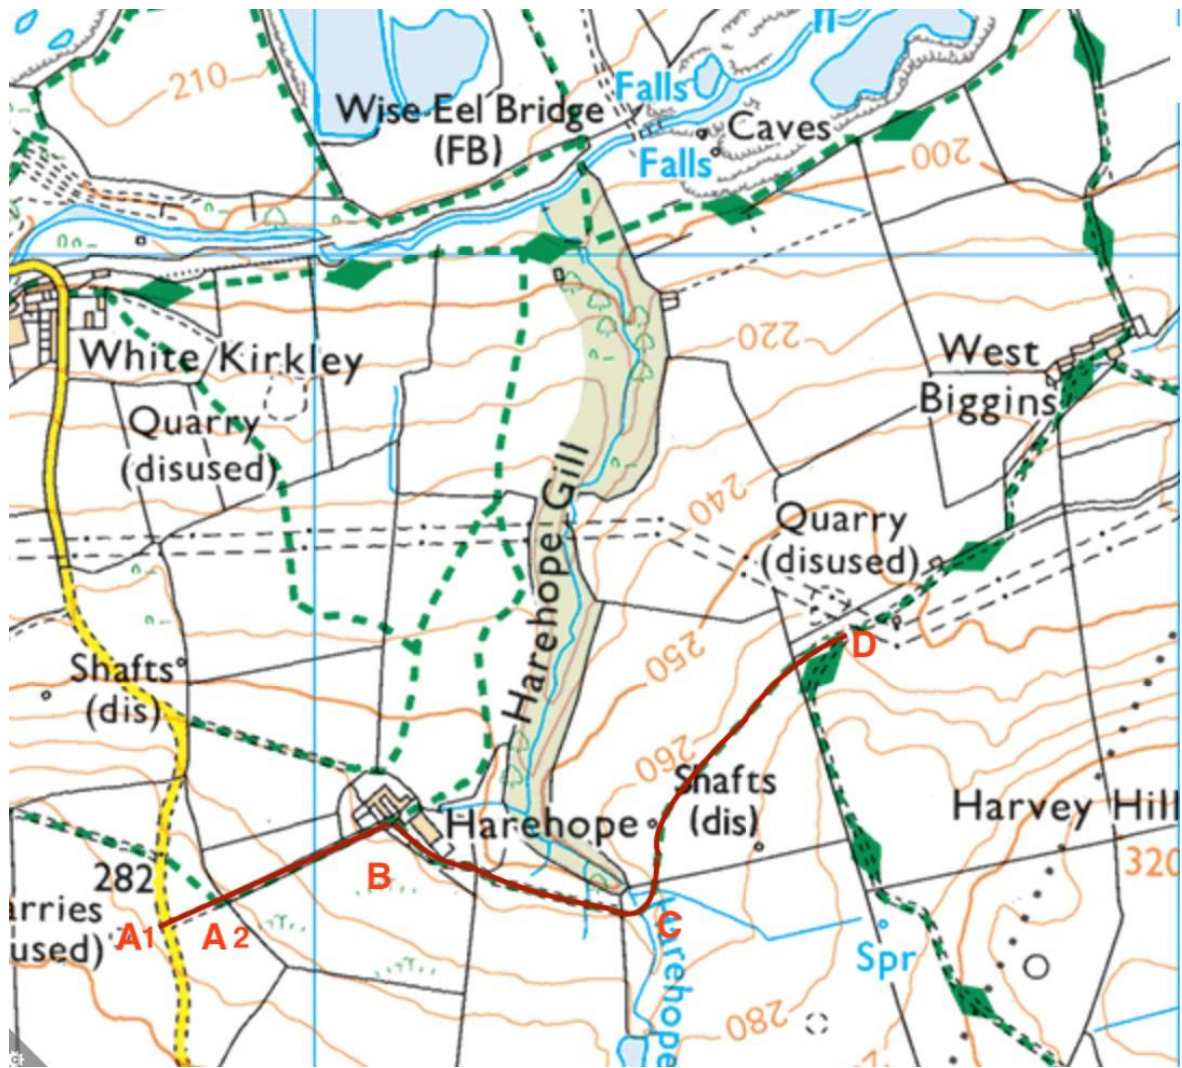 210
Wise Eel Bridge
(FB)
Falls
Falls
Caves
200
White Kirkley
Quarry
(disused)
220
West
Biggins
Harehope Gill
240
Quarry
(disused)
250
Shafts
(dis)
260
Shafts
(dis)
Harehope
Harvey Hill
320
282
B
arries
used)
A1
A2
C
D
Harehope
Spr
280